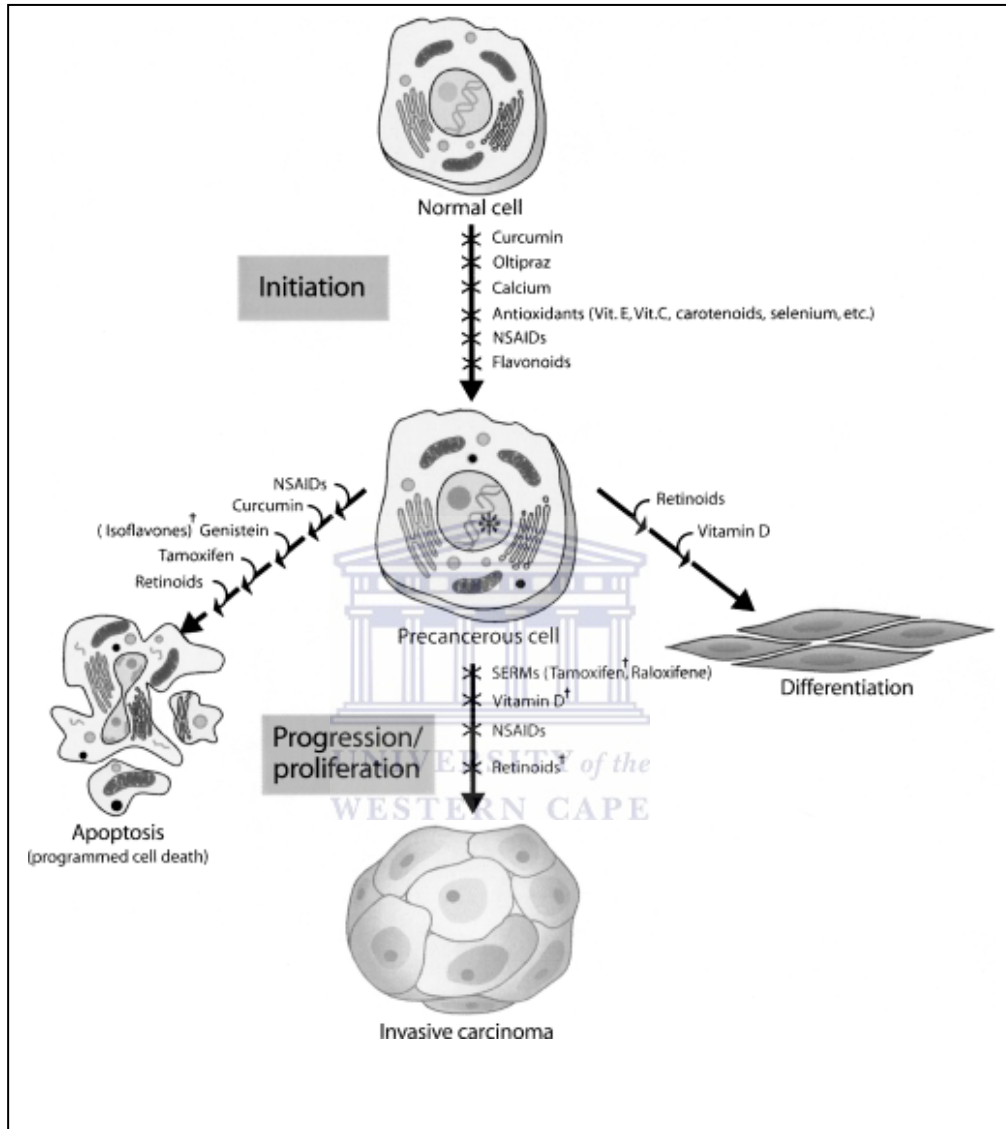 Normal cell
Initiation
Curcumin
Oltipraz
Calcium
Antioxidants (Vit. E, Vit.C, carotenoids, selenium, etc.)
NSAIDs
Flavonoids
NSAIDs
Curcumin
( Isoflavones)† Genistein
Tamoxifen
Retinoids
Retinoids
Vitamin D
Precancerous cell
Differentiation
SERMs (Tamoxifen†, Raloxifene)
Vitamin D†
NSAIDs
Retinoids†
Progression/
proliferation
UNIVERSITY of the
WESTERN CAPE
Apoptosis
(programmed cell death)
Invasive carcinoma